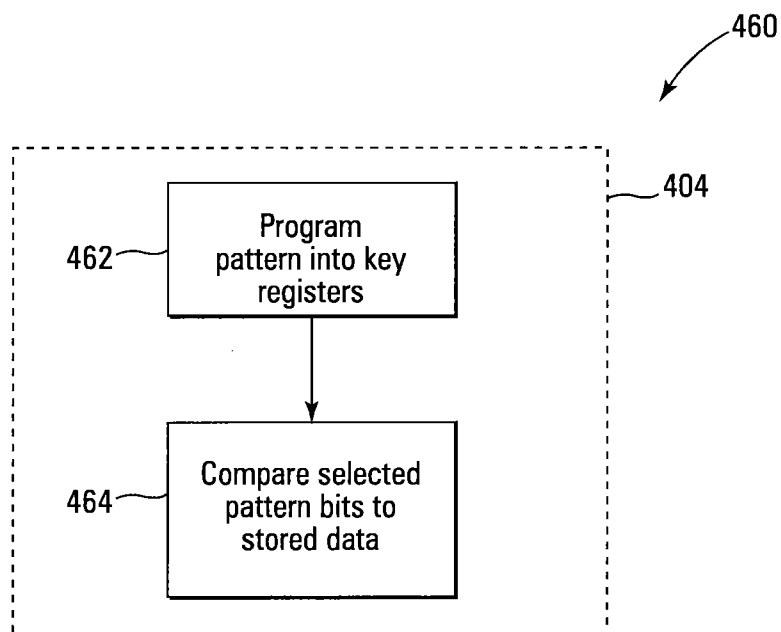 460
404
462
Program
pattern into key
registers
464
Compare selected
pattern bits to
stored data